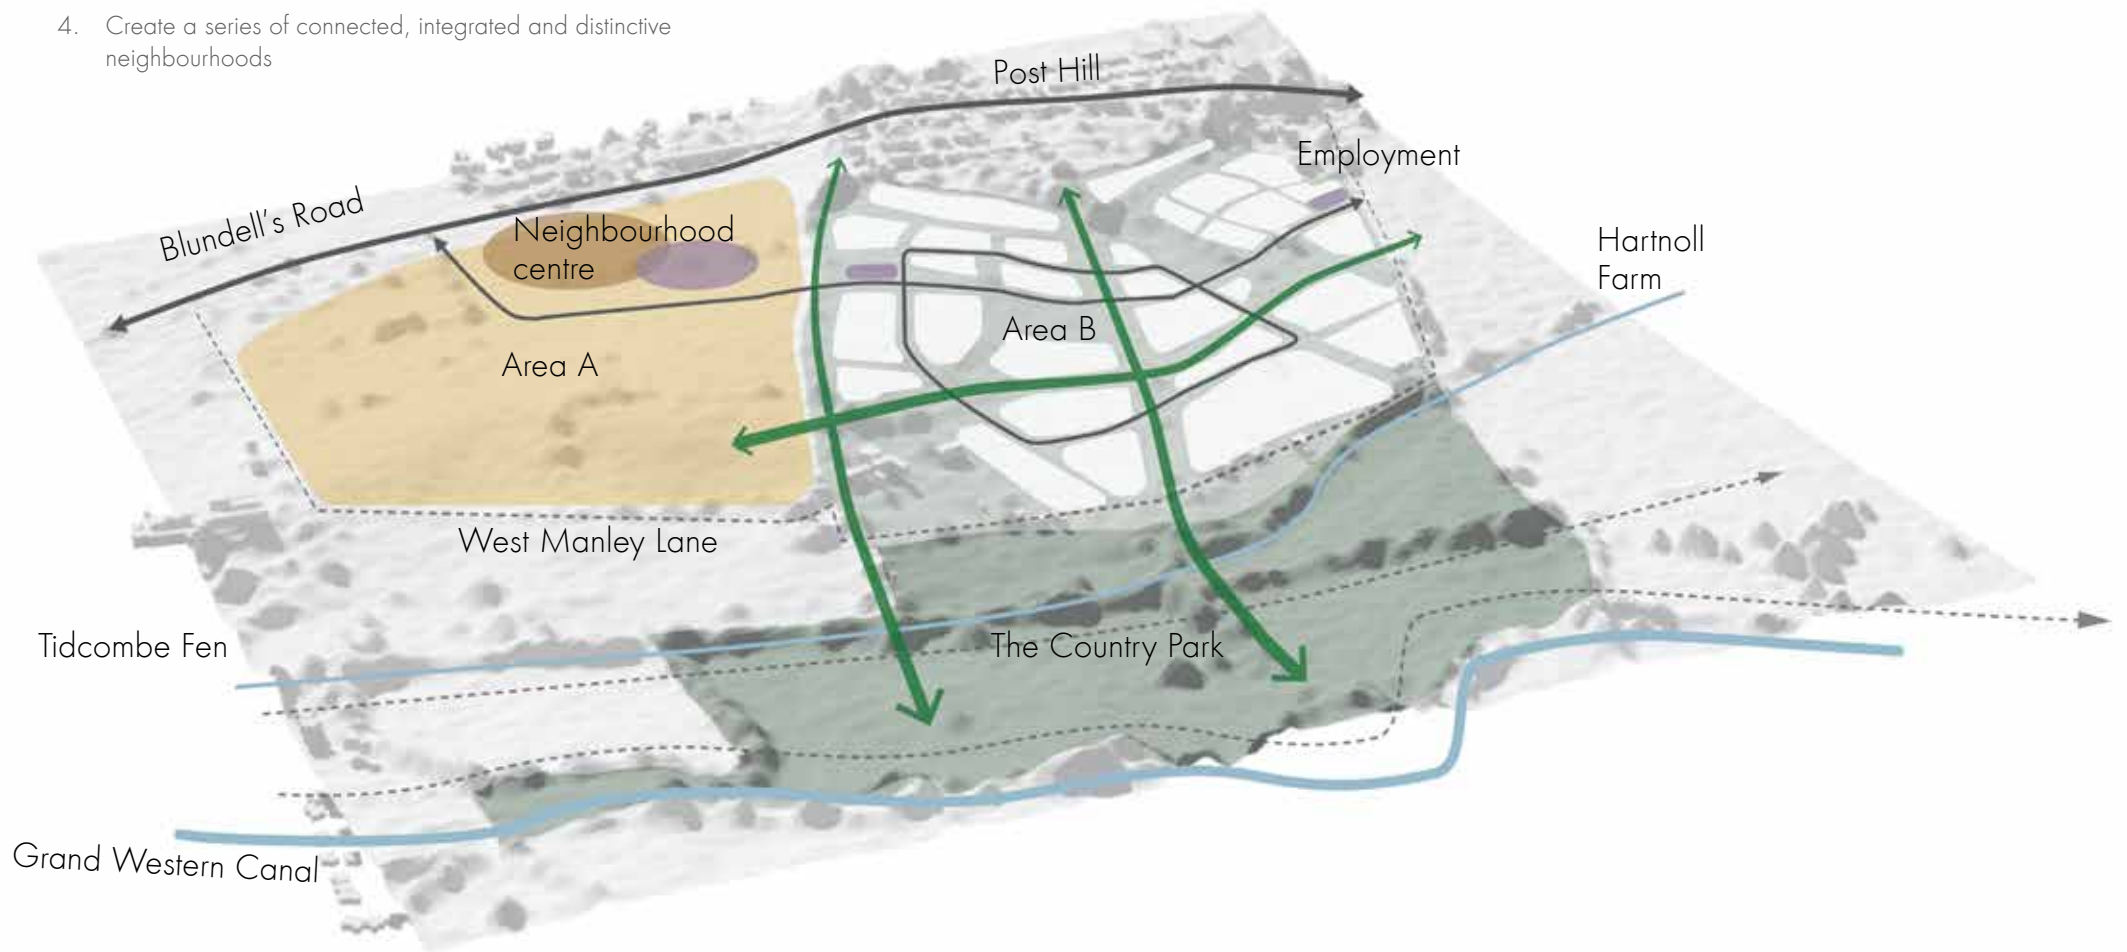 4. Create a series of connected, integrated and distinctive
neighbourhoods
Post Hill
Employment
Blundell's Road
Neighbourhood
centre
Hartnoll
Farm
Area B
Area A
West Manley Lane
Tidcombe Fen
The Country Park
Grand Western Canal